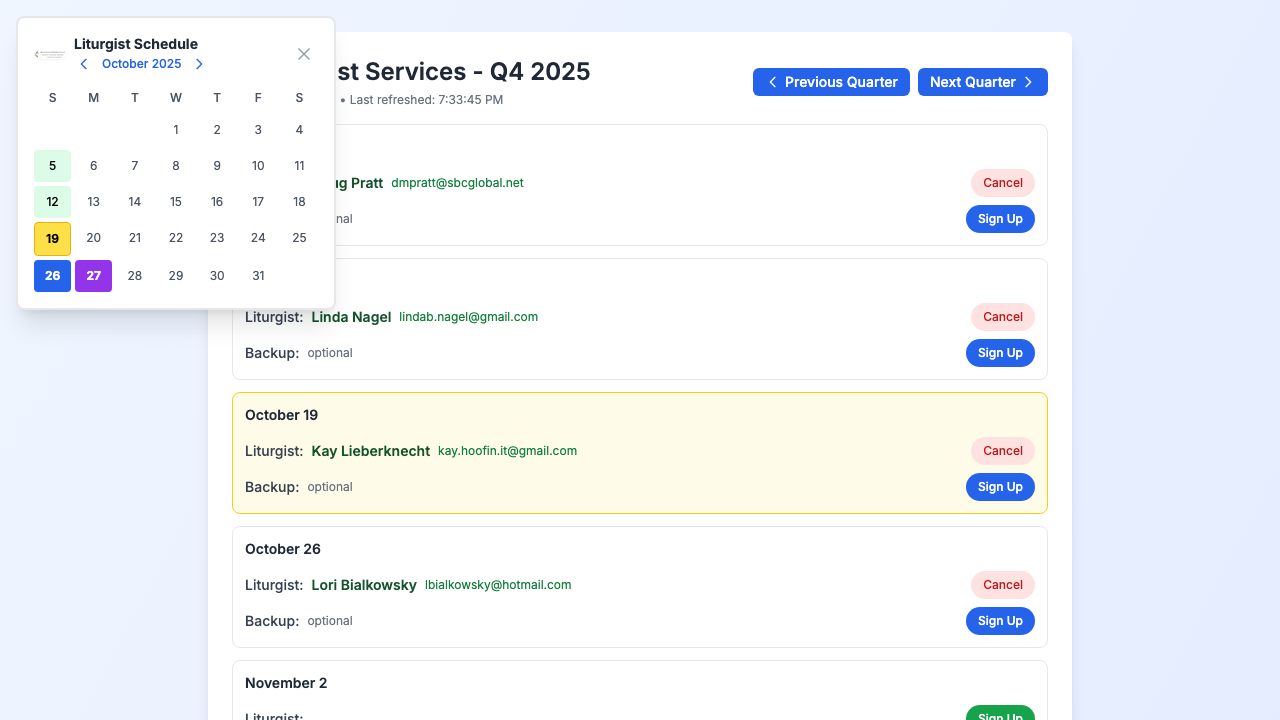 Liturgist Schedule
October 2025
S M T W T F S
1 2 3 4
5 6 7 8 9 10 11
12 13 14 15 16 17 18
19 20 21 22 23 24 25
26 27 28 29 30 31
st Services - Q4 2025
• Last refreshed: 7:33:45 PM
Previous Quarter
Next Quarter
ug Pratt dmpratt@sbcglobal.net Cancel
nal Sign Up
Liturgist: Linda Nagel lindab.nagel@gmail.com Cancel
Backup: optional Sign Up
October 19
Liturgist: Kay Lieberknecht kay.hoofin.it@gmail.com Cancel
Backup: optional Sign Up
October 26
Liturgist: Lori Bialkowsky lbialkowsky@hotmail.com Cancel
Backup: optional Sign Up
November 2
Liturgist: Sign Up